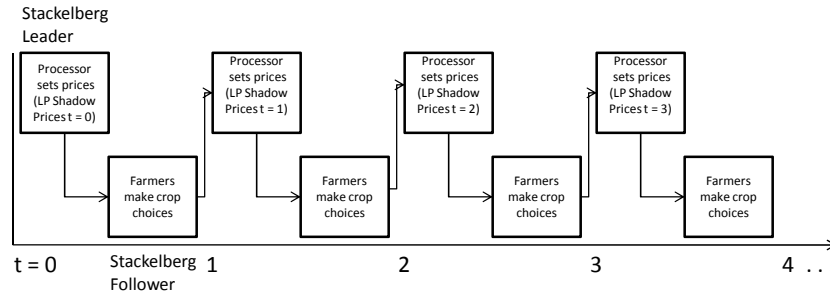 Stackelberg
Leader
Processor
sets prices
(LP Shadow
Prices t = 0)
Processor
sets prices
(LP Shadow
Prices t = 1)
Processor
sets prices
(LP Shadow
Prices t = 2)
Processor
sets prices
(LP Shadow
Prices t = 3)
Farmers
make crop
choices
Farmers
make crop
choices
Farmers
make crop
choices
Farmers
make crop
choices
t = 0
Stackelberg
Follower
1
2
3
4 . . .